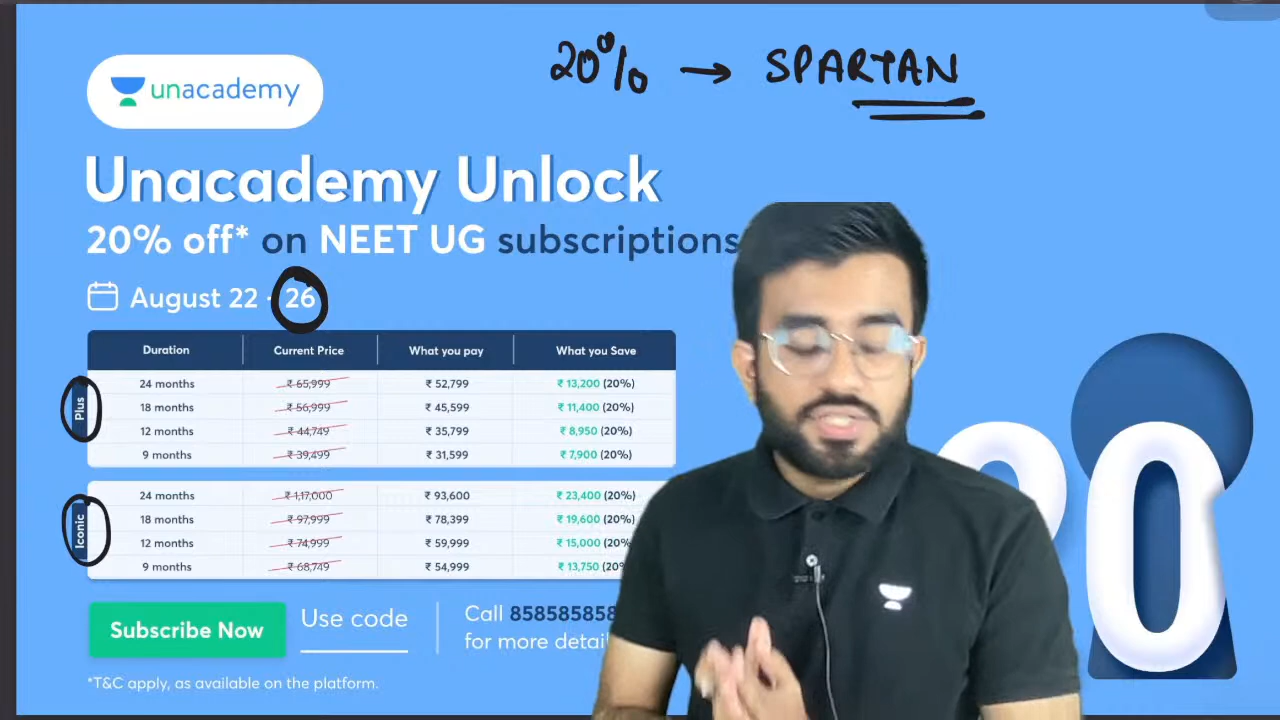 20% → SPARTAN
unacademy
Unacademy Unlock
20% off* on NEET UG subscriptions
August 22 - 26
Duration Current Price What you pay What you Save
Plus
24 months ₹ 65,999 ₹ 52,799 ₹ 13,200 (20%)
18 months ₹ 56,999 ₹ 45,599 ₹ 11,400 (20%)
12 months ₹ 44,749 ₹ 35,799 ₹ 8,950 (20%)
9 months ₹ 39,499 ₹ 31,599 ₹ 7,900 (20%)
Iconic
24 months ₹ 1,17,000 ₹ 93,600 ₹ 23,400 (20%)
18 months ₹ 97,999 ₹ 78,399 ₹ 19,600 (20%)
12 months ₹ 74,999 ₹ 59,999 ₹ 15,000 (20%
9 months ₹ 68,749 ₹ 54,999 ₹ 13,750 (20%
Subscribe Now Use code Call 858585858
for more detai
*T&C apply, as available on the platform.
20